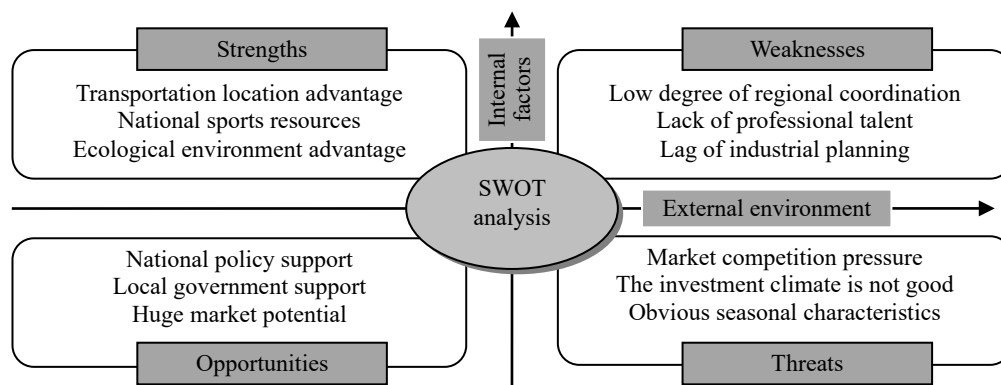 Strengths
Transportation location advantage
National sports resources
Ecological environment advantage
Internal
factors
Weaknesses
Low degree of regional coordination
Lack of professional talent
Lag of industrial planning
SWOT
analysis
External environment
National policy support
Local government support
Huge market potential
Opportunities
Market competition pressure
The investment climate is not good
Obvious seasonal characteristics
Threats